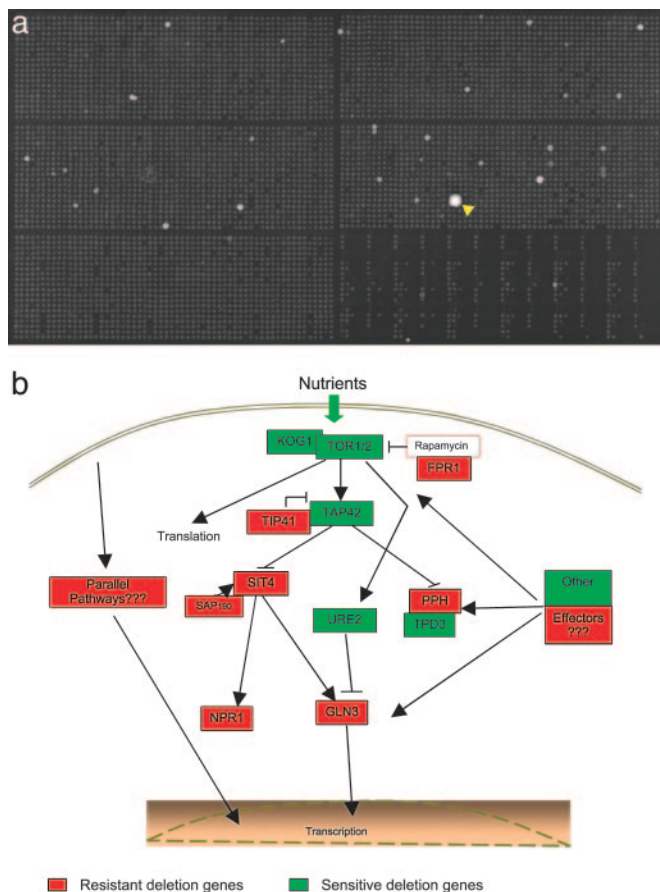 a
b
Nutrients
KOG1
TOR1/2
Rapamycin
FPR1
TIP41
TAP42
Translation
Parallel
Pathways???
SAP190
SIT4
URE2
PPH
TPD3
Other
Effectors
???
NPR1
GLN3
Transcription
Resistant deletion genes
Sensitive deletion genes